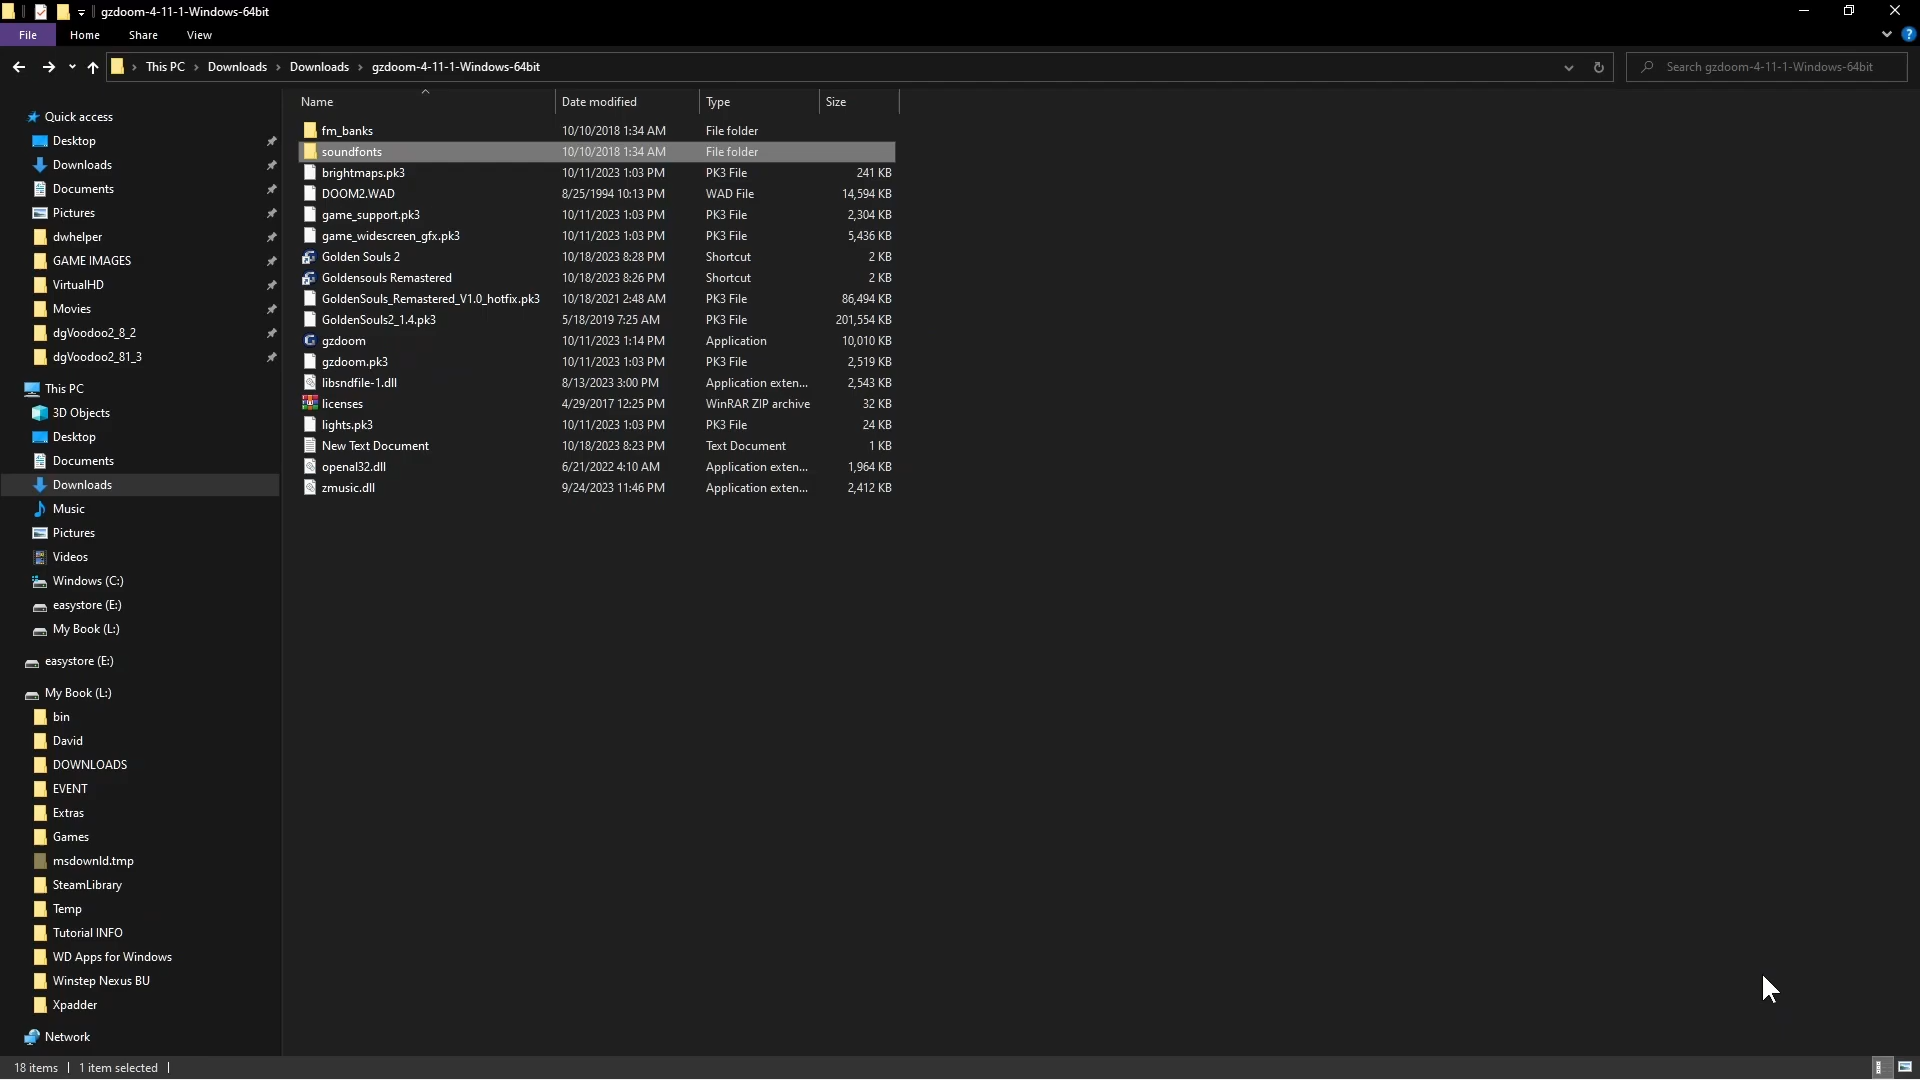 gzdoom-4-11-1-Windows-64bit
File Home Share View
This PC Downloads Downloads gzdoom-4-11-1-Windows-64bit Search gzdoom-4-11-1-Windows-64bit
Quick access
Desktop
Downloads
Documents
Pictures
dwhelper
GAME IMAGES
VirtualHD
Movies
dgVoodoo2_8_2
dgVoodoo2_81_3
This PC
3D Objects
Desktop
Documents
Downloads
Music
Pictures
Videos
Windows (C:)
easystore (E:)
My Book (L:)
easystore (E:)
My Book (L:)
bin
David
DOWNLOADS
EVENT
Extras
Games
msdownld.tmp
SteamLibrary
Temp
Tutorial INFO
WD Apps for Windows
Winstep Nexus BU
Xpadder
Network
Name Date modified Type Size
fm_banks 10/10/2018 1:34 AM File folder
soundfonts 10/10/2018 1:34 AM File folder
brightmaps.pk3 10/11/2023 1:03 PM PK3 File 241 KB
DOOM2.WAD 8/25/1994 10:13 PM WAD File 14,594 KB
game_support.pk3 10/11/2023 1:03 PM PK3 File 2,304 KB
game_widescreen_gfx.pk3 10/11/2023 1:03 PM PK3 File 5,436 KB
Golden Souls 2 10/18/2023 8:28 PM Shortcut 2 KB
Goldensouls Remastered 10/18/2023 8:26 PM Shortcut 2 KB
GoldenSouls_Remastered_V1.0_hotfix.pk3 10/18/2021 2:48 AM PK3 File 86,494 KB
GoldenSouls2_1.4.pk3 5/18/2019 7:25 AM PK3 File 201,554 KB
gzdoom 10/11/2023 1:14 PM Application 10,010 KB
gzdoom.pk3 10/11/2023 1:03 PM PK3 File 2,519 KB
libsndfile-1.dll 8/13/2023 3:00 PM Application exten... 2,543 KB
licenses 4/29/2017 12:25 PM WinRAR ZIP archive 32 KB
lights.pk3 10/11/2023 1:03 PM PK3 File 24 KB
New Text Document 10/18/2023 8:23 PM Text Document 1 KB
openal32.dll 6/21/2022 4:10 AM Application exten... 1,964 KB
zmusic.dll 9/24/2023 11:46 PM Application exten... 2,412 KB
18 items 1 item selected